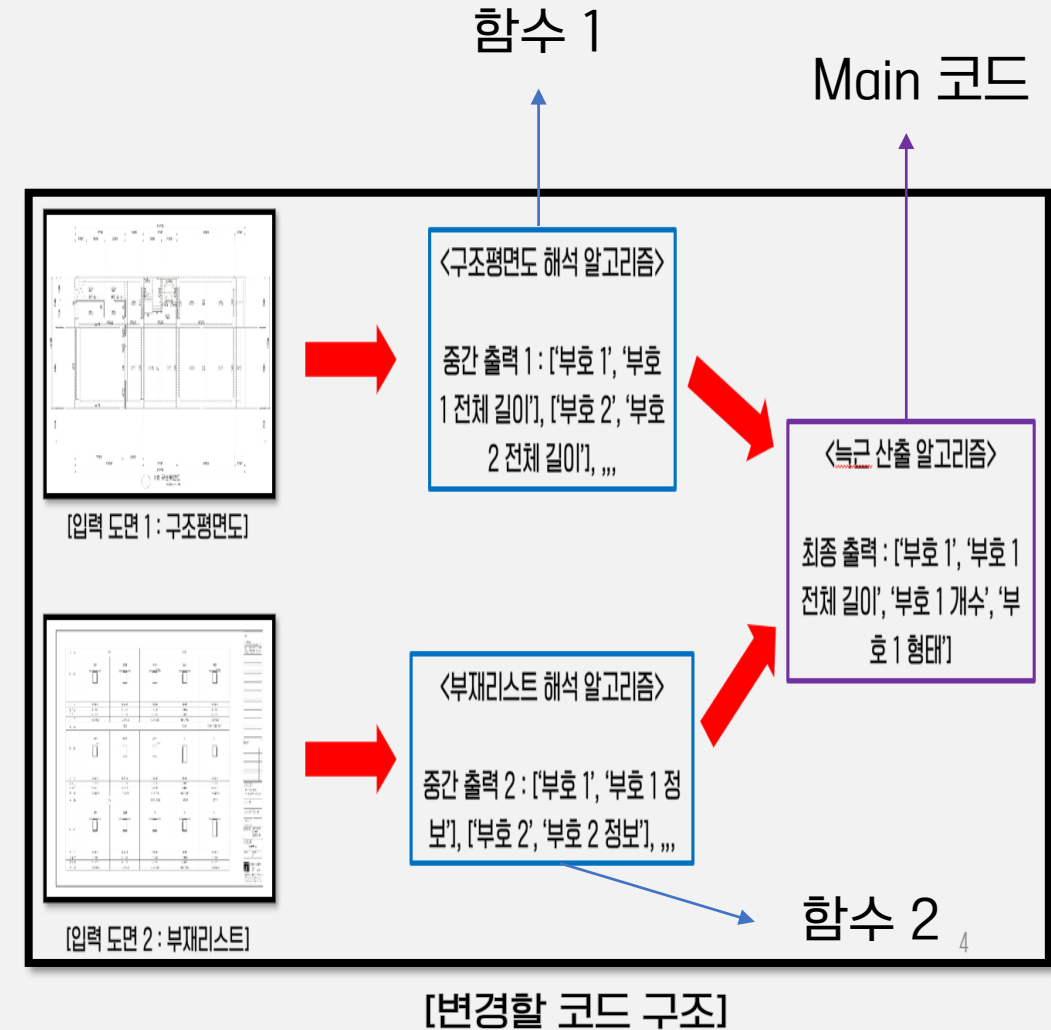 함수 1
Main 코드
<구조평면도 해석 알고리즘>
중간 출력 1 : ['부호 1', '부호
1 전체 길이'], ['부호 2', '부호
2 전체 길이'], ,,,
[입력 도면 1 : 구조평면도]
<늑근 산출 알고리즘>
최종 출력 : ['부호 1', '부호 1
전체 길이', '부호 1 개수', '부
호 1 형태']
<부재리스트 해석 알고리즘>
중간 출력 2 : ['부호 1', '부호 1 정
보'], ['부호 2', '부호 2 정보'], ,,,
[입력 도면 2 : 부재리스트]
함수 2
4
[변경할 코드 구조]